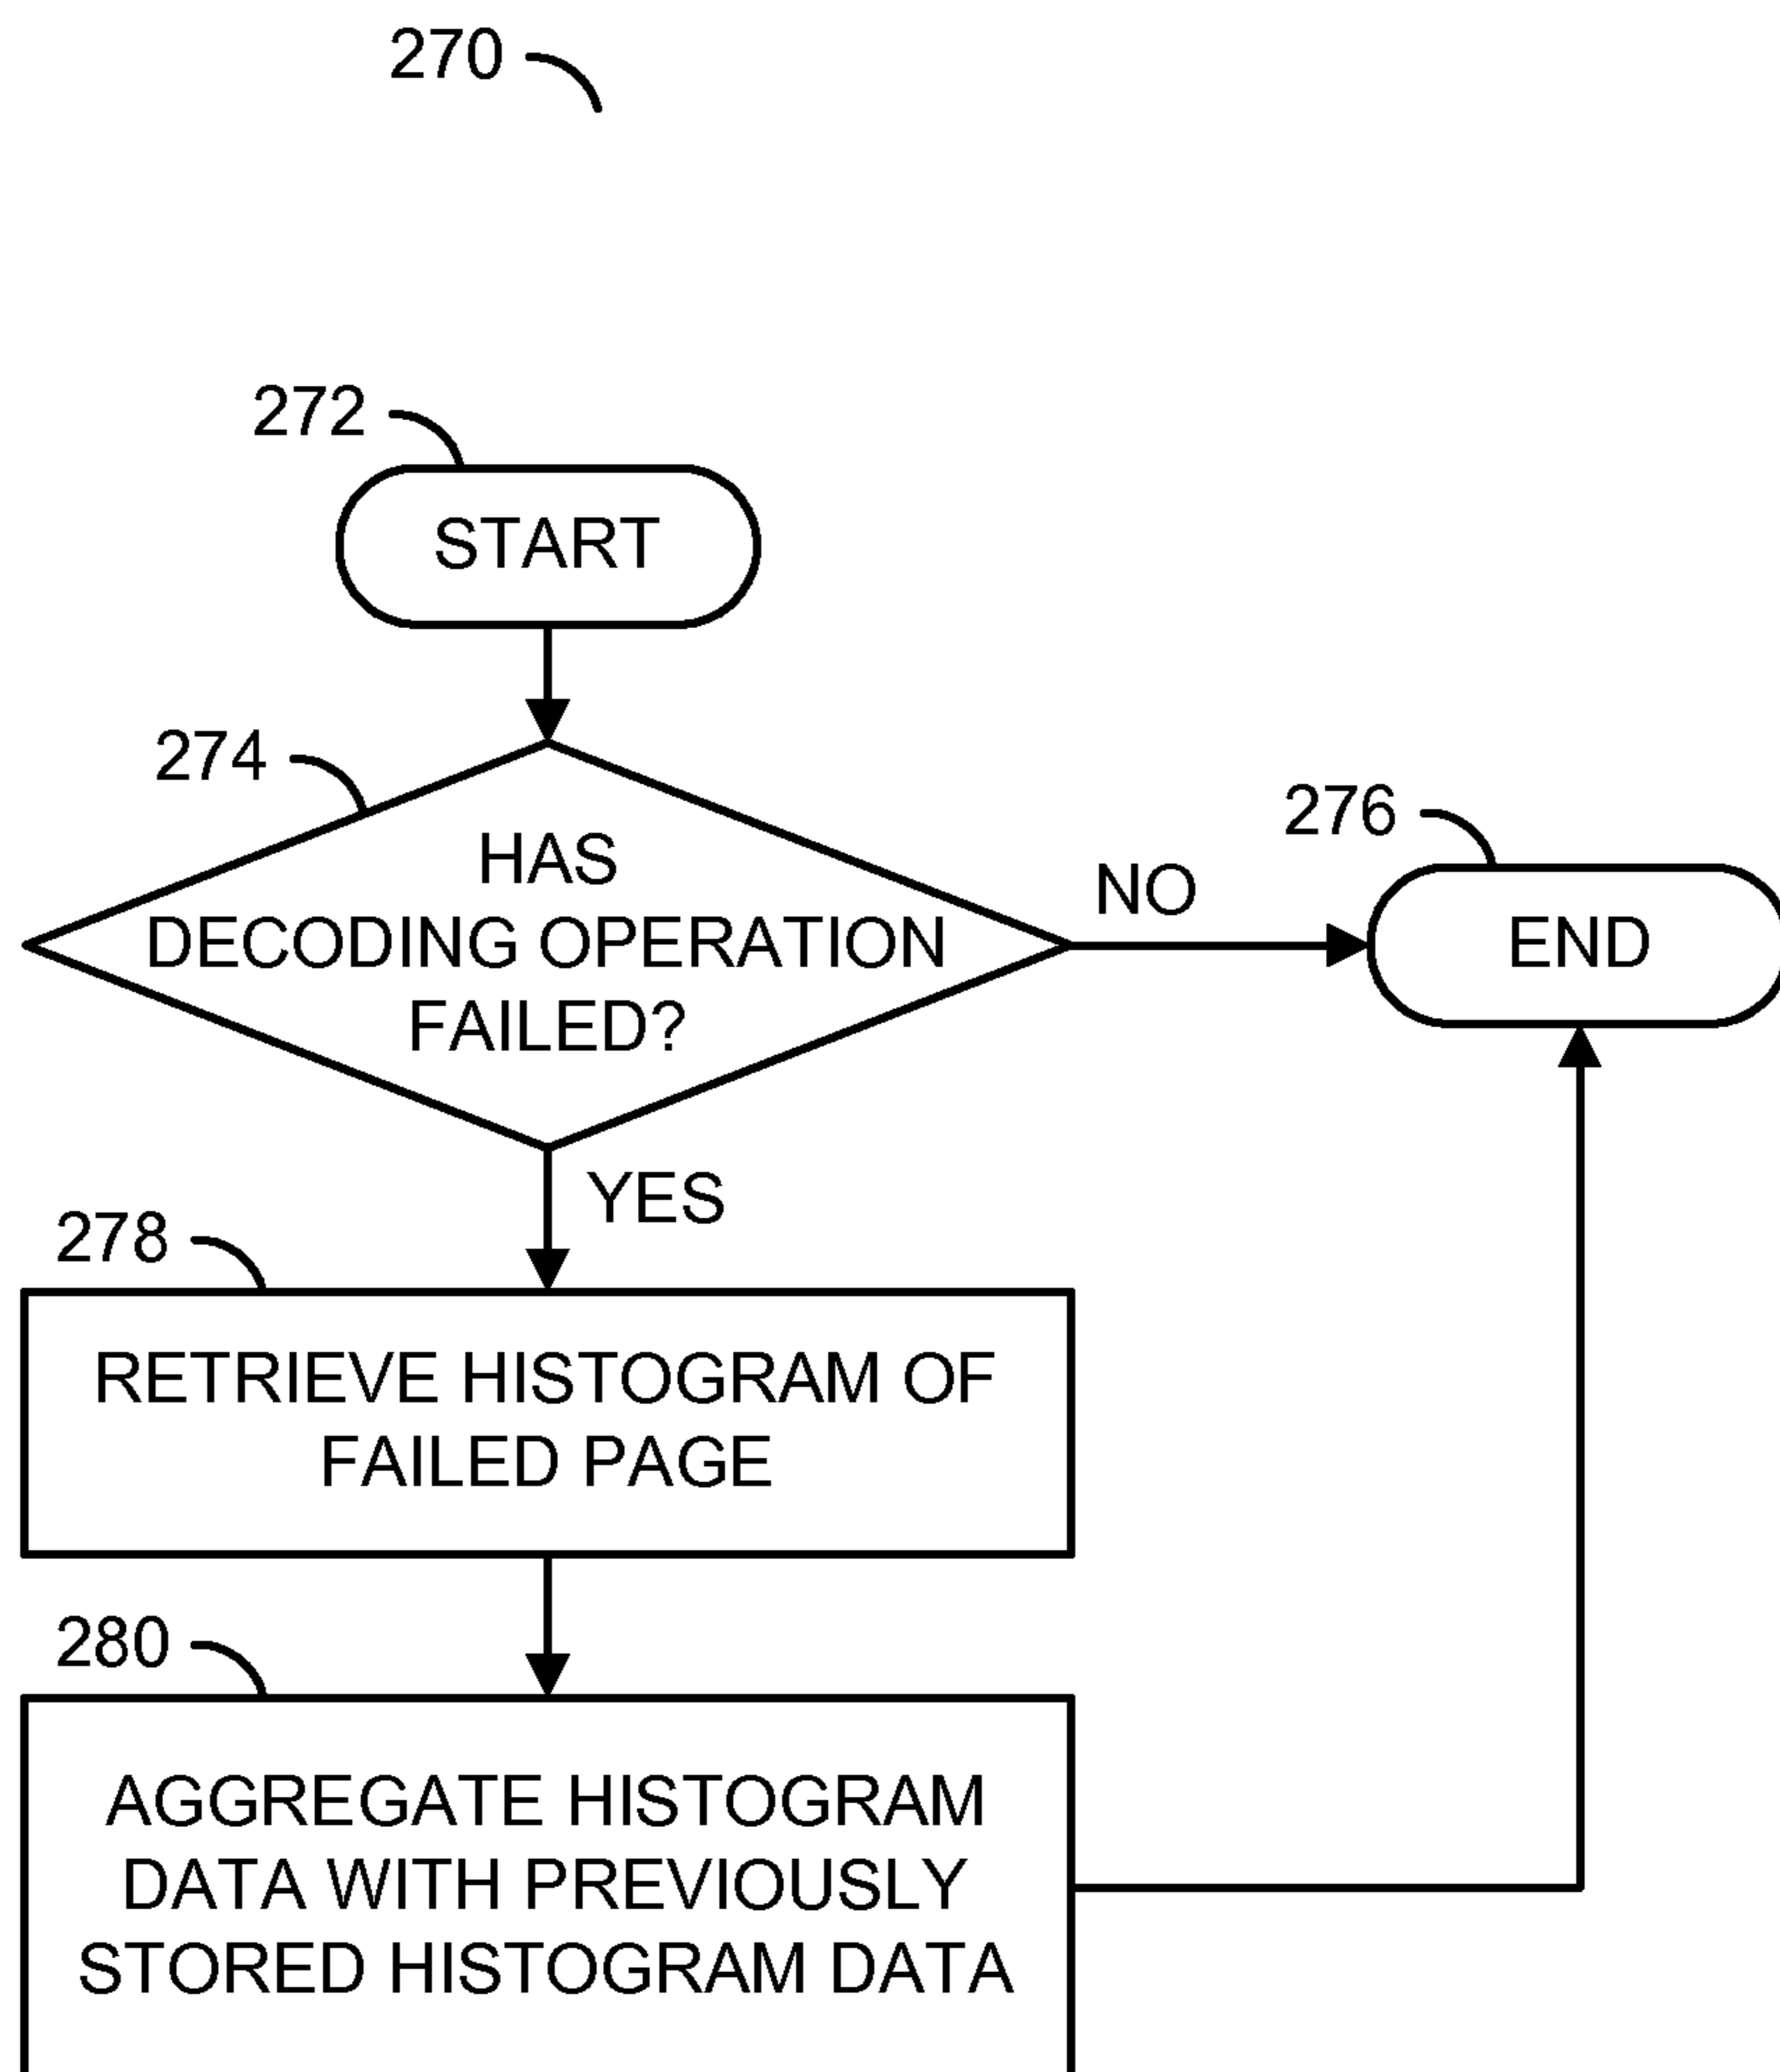 270
272
START
274
HAS
DECODING OPERATION
FAILED?
NO
276
END
YES
278
RETRIEVE HISTOGRAM OF
FAILED PAGE
280
AGGREGATE HISTOGRAM
DATA WITH PREVIOUSLY
STORED HISTOGRAM DATA